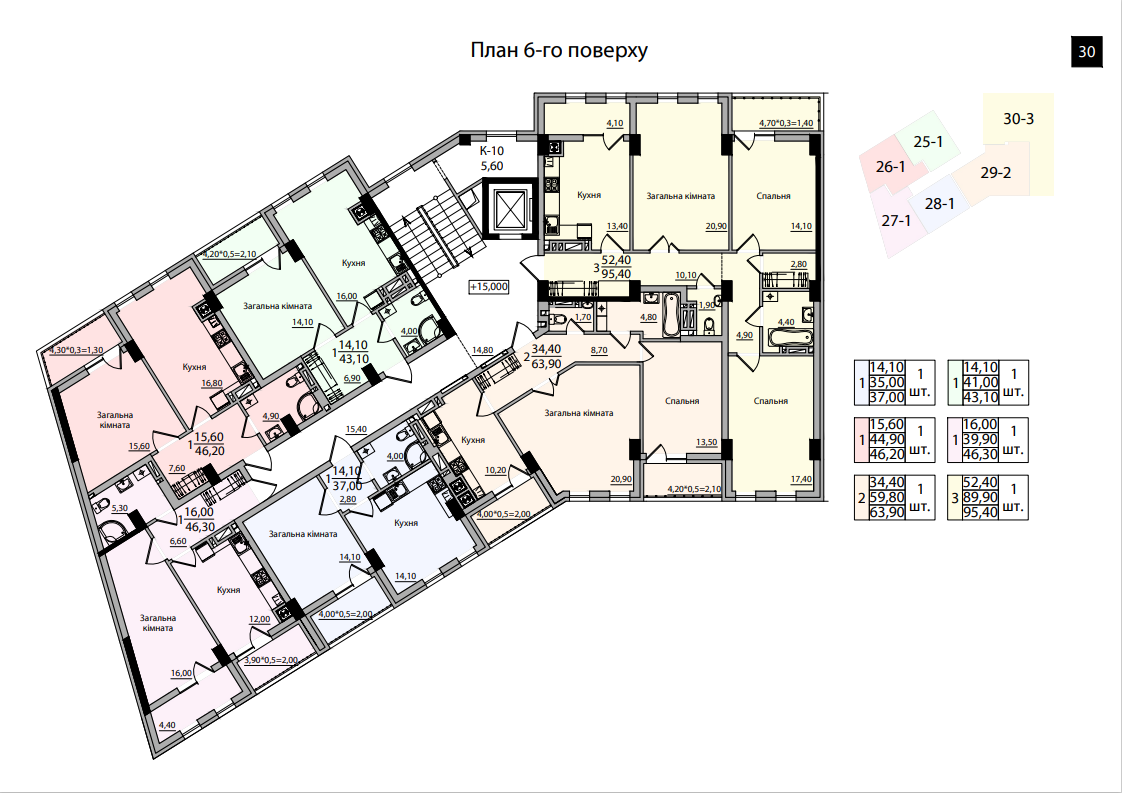 План 6-го поверху
30
К-10
5,60
4,10
4,70*0,3=1,40
30-3
25-1
26-1
29-2
28-1
27-1
Кухня
13,40
Загальна кімната
20,90
Спальня
14,10
3 52,40
95,40
10,10
2,80
+15,000
4,20*0,5=2,10
Кухня
16,00
Загальна кімната
14,10
1 14,10
43,10
4,00
6,90
14,80
1,70
4,80
1,90
4,90
4,40
2 34,40
63,90
8,70
4,30*0,3=1,30
Кухня
16,80
Загальна
кімната
15,60
4,90
1 15,60
46,20
7,60
15,40
Загальна кімната
20,90
Спальня
13,50
Спальня
17,40
4,20*0,5=2,10
Кухня
10,20
4,00*0,5=2,00
1 14,10
37,00
2,80
4,00
Кухня
14,10
Загальна кімната
14,10
4,00*0,5=2,00
5,30
1 16,00
46,30
6,60
Кухня
12,00
Загальна
кімната
16,00
3,90*0,5=2,00
4,40
1 14,10 35,00 37,00 1 шт.
1 14,10 41,00 43,10 1 шт.
1 15,60 44,90 46,20 1 шт.
1 16,00 39,90 46,30 1 шт.
2 34,40 59,80 63,90 1 шт.
3 52,40 89,90 95,40 1 шт.